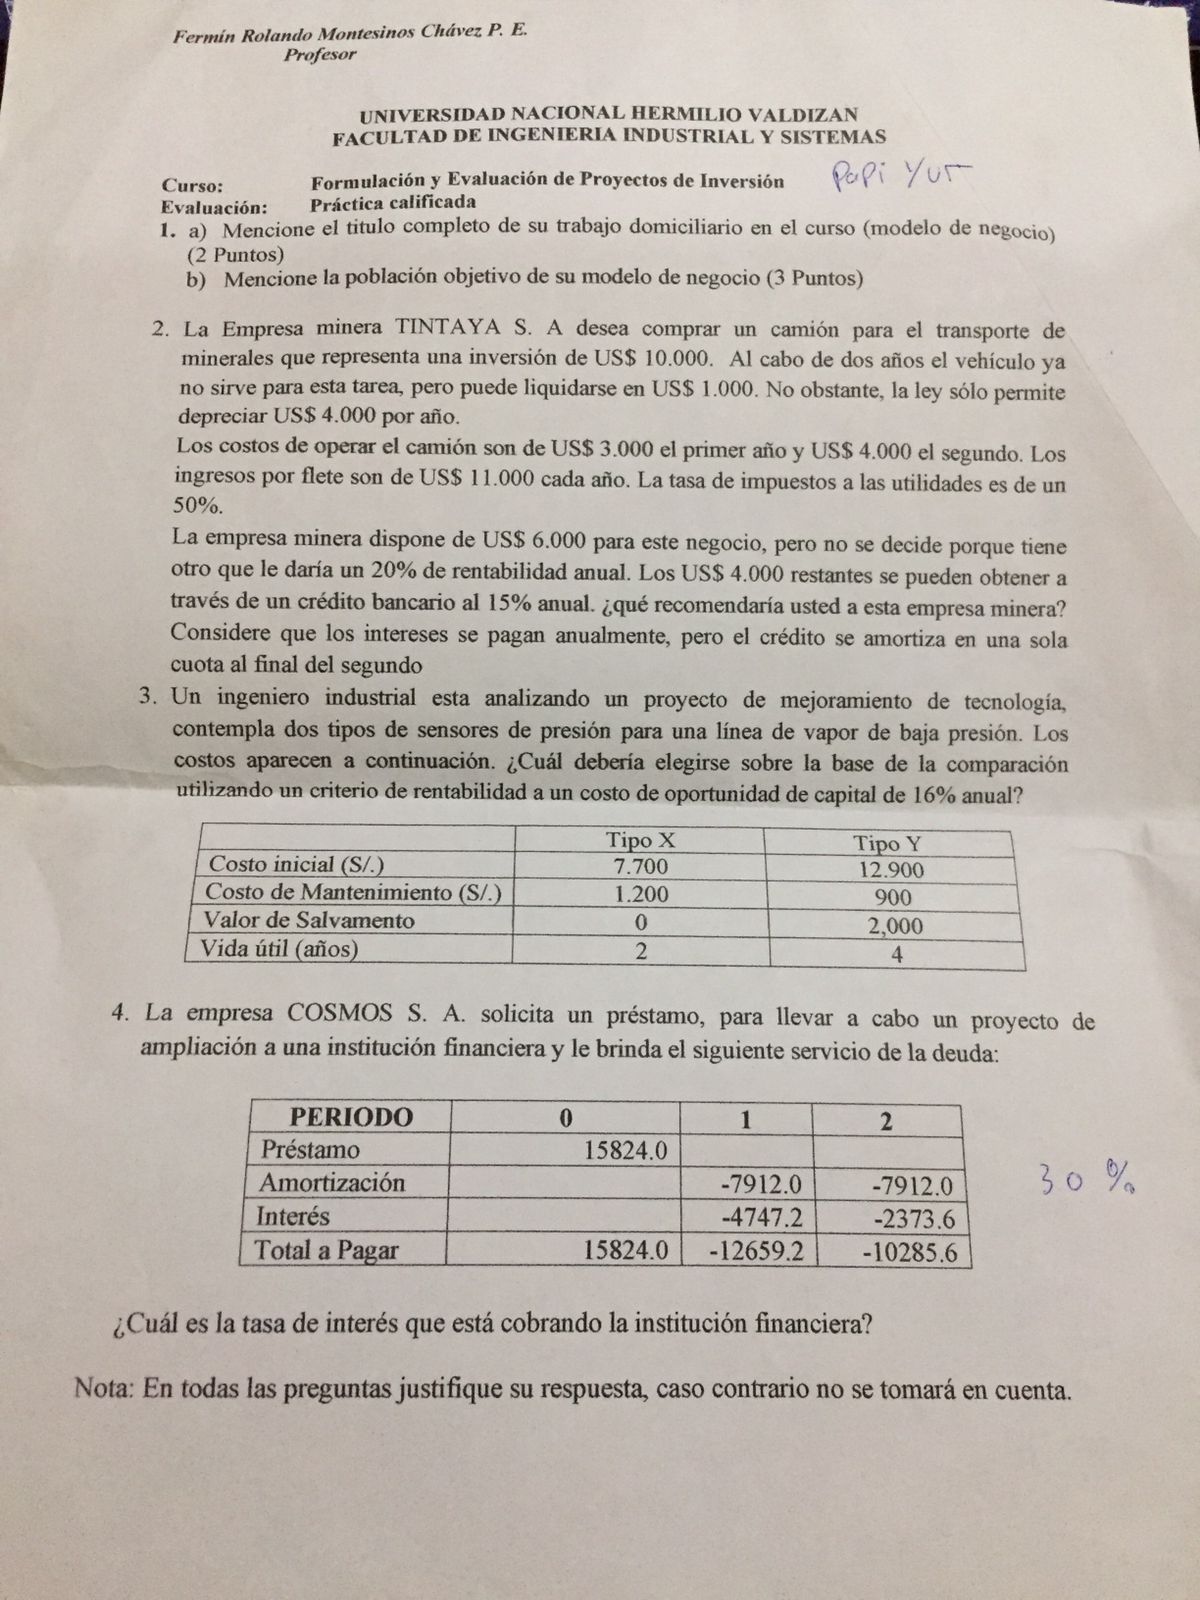 Fermín Rolando Montesinos Chávez P. E.
Profesor
UNIVERSIDAD NACIONAL HERMILIO VALDIZAN
FACULTAD DE INGENIERIA INDUSTRIAL Y SISTEMAS
Curso: Formulación y Evaluación de Proyectos de Inversión
Papi Yur
Evaluación: Práctica calificada
1. a) Mencione el titulo completo de su trabajo domiciliario en el curso (modelo de negocio)
(2 Puntos)
b) Mencione la población objetivo de su modelo de negocio (3 Puntos)
2. La Empresa minera TINTAYA S. A desea comprar un camión para el transporte de
minerales que representa una inversión de US$ 10.000. Al cabo de dos años el vehículo ya
no sirve para esta tarea, pero puede liquidarse en US$ 1.000. No obstante, la ley sólo permite
depreciar US$ 4.000 por año.
Los costos de operar el camión son de US$ 3.000 el primer año y US$ 4.000 el segundo. Los
ingresos por flete son de US$ 11.000 cada año. La tasa de impuestos a las utilidades es de un
50%.
La empresa minera dispone de US$ 6.000 para este negocio, pero no se decide porque tiene
otro que le daría un 20% de rentabilidad anual. Los US$ 4.000 restantes se pueden obtener a
través de un crédito bancario al 15% anual. ¿qué recomendaría usted a esta empresa minera?
Considere que los intereses se pagan anualmente, pero el crédito se amortiza en una sola
cuota al final del segundo
3. Un ingeniero industrial esta analizando un proyecto de mejoramiento de tecnología,
contempla dos tipos de sensores de presión para una línea de vapor de baja presión. Los
costos aparecen a continuación. ¿Cuál debería elegirse sobre la base de la comparación
utilizando un criterio de rentabilidad a un costo de oportunidad de capital de 16% anual?
Tipo X Tipo Y
Costo inicial (S/.) 7.700 12.900
Costo de Mantenimiento (S/.) 1.200 900
Valor de Salvamento 0 2,000
Vida útil (años) 2 4
4. La empresa COSMOS S. A. solicita un préstamo, para llevar a cabo un proyecto de
ampliación a una institución financiera y le brinda el siguiente servicio de la deuda:
PERIODO 0 1 2
Préstamo 15824.0
Amortización -7912.0 -7912.0
30 %
Interés -4747.2 -2373.6
Total a Pagar 15824.0 -12659.2 -10285.6
¿Cuál es la tasa de interés que está cobrando la institución financiera?
Nota: En todas las preguntas justifique su respuesta, caso contrario no se tomará en cuenta.